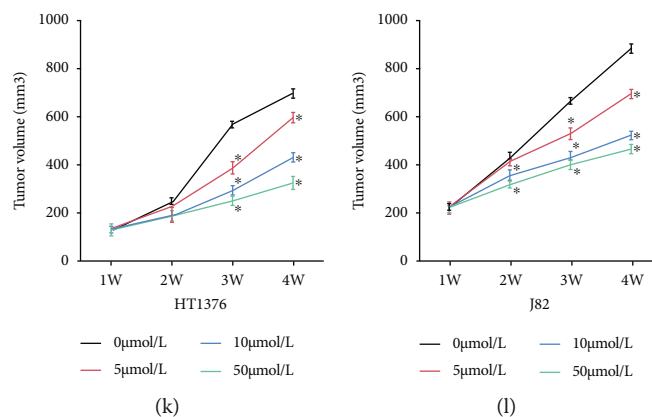 1000
800
600
400
200
0
Tumor volume (mm3)
*
*
*
*
*
*
1W 2W 3W 4W
HT1376
0μmol/L 10μmol/L
5μmol/L 50μmol/L
(k)
1000
800
600
400
200
0
Tumor volume (mm3)
*
*
*
*
*
*
*
*
1W 2W 3W 4W
J82
0μmol/L 10μmol/L
5μmol/L 50μmol/L
(l)